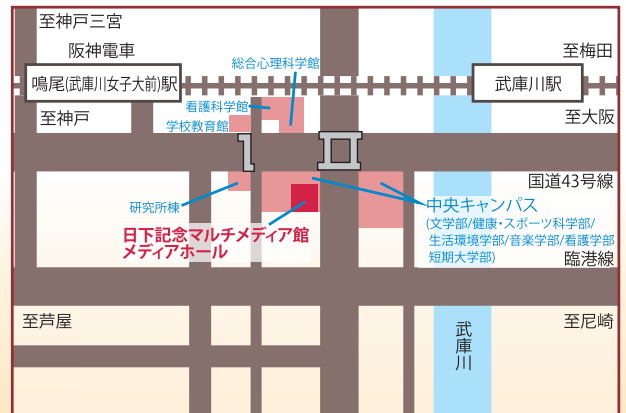 至神戸三宮
阪神電車
至梅田
総合心理科学館
鳴尾(武庫川女子大前)駅
武庫川駅
看護科学館
至神戸
学校教育館
至大阪
国道43号線
研究所棟
中央キャンパス
(文学部/健康・スポーツ科学部/
生活環境学部/音楽学部/看護学部
短期大学部)
日下記念マルチメディア館
メディアホール
臨港線
至芦屋
武庫川
至尼崎